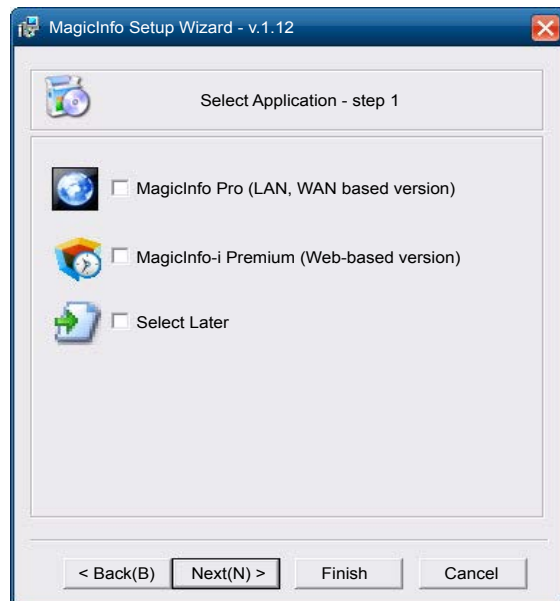 MagicInfo Setup Wizard - v.1.12
Select Application - step 1
MagicInfo Pro (LAN, WAN based version)
MagicInfo-i Premium (Web-based version)
Select Later
< Back(B) Next(N) > Finish Cancel